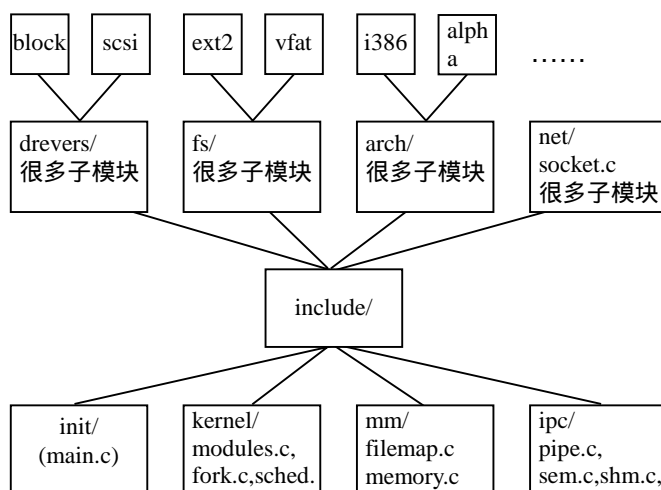 block
scsi
ext2
vfat
i386
alph
a
……
drevers/
很多子模块
fs/
很多子模块
arch/
很多子模块
net/
socket.c
很多子模块
include/
init/
(main.c)
kernel/
modules.c,
fork.c,sched.
mm/
filemap.c
memory.c
ipc/
pipe.c,
sem.c,shm.c,